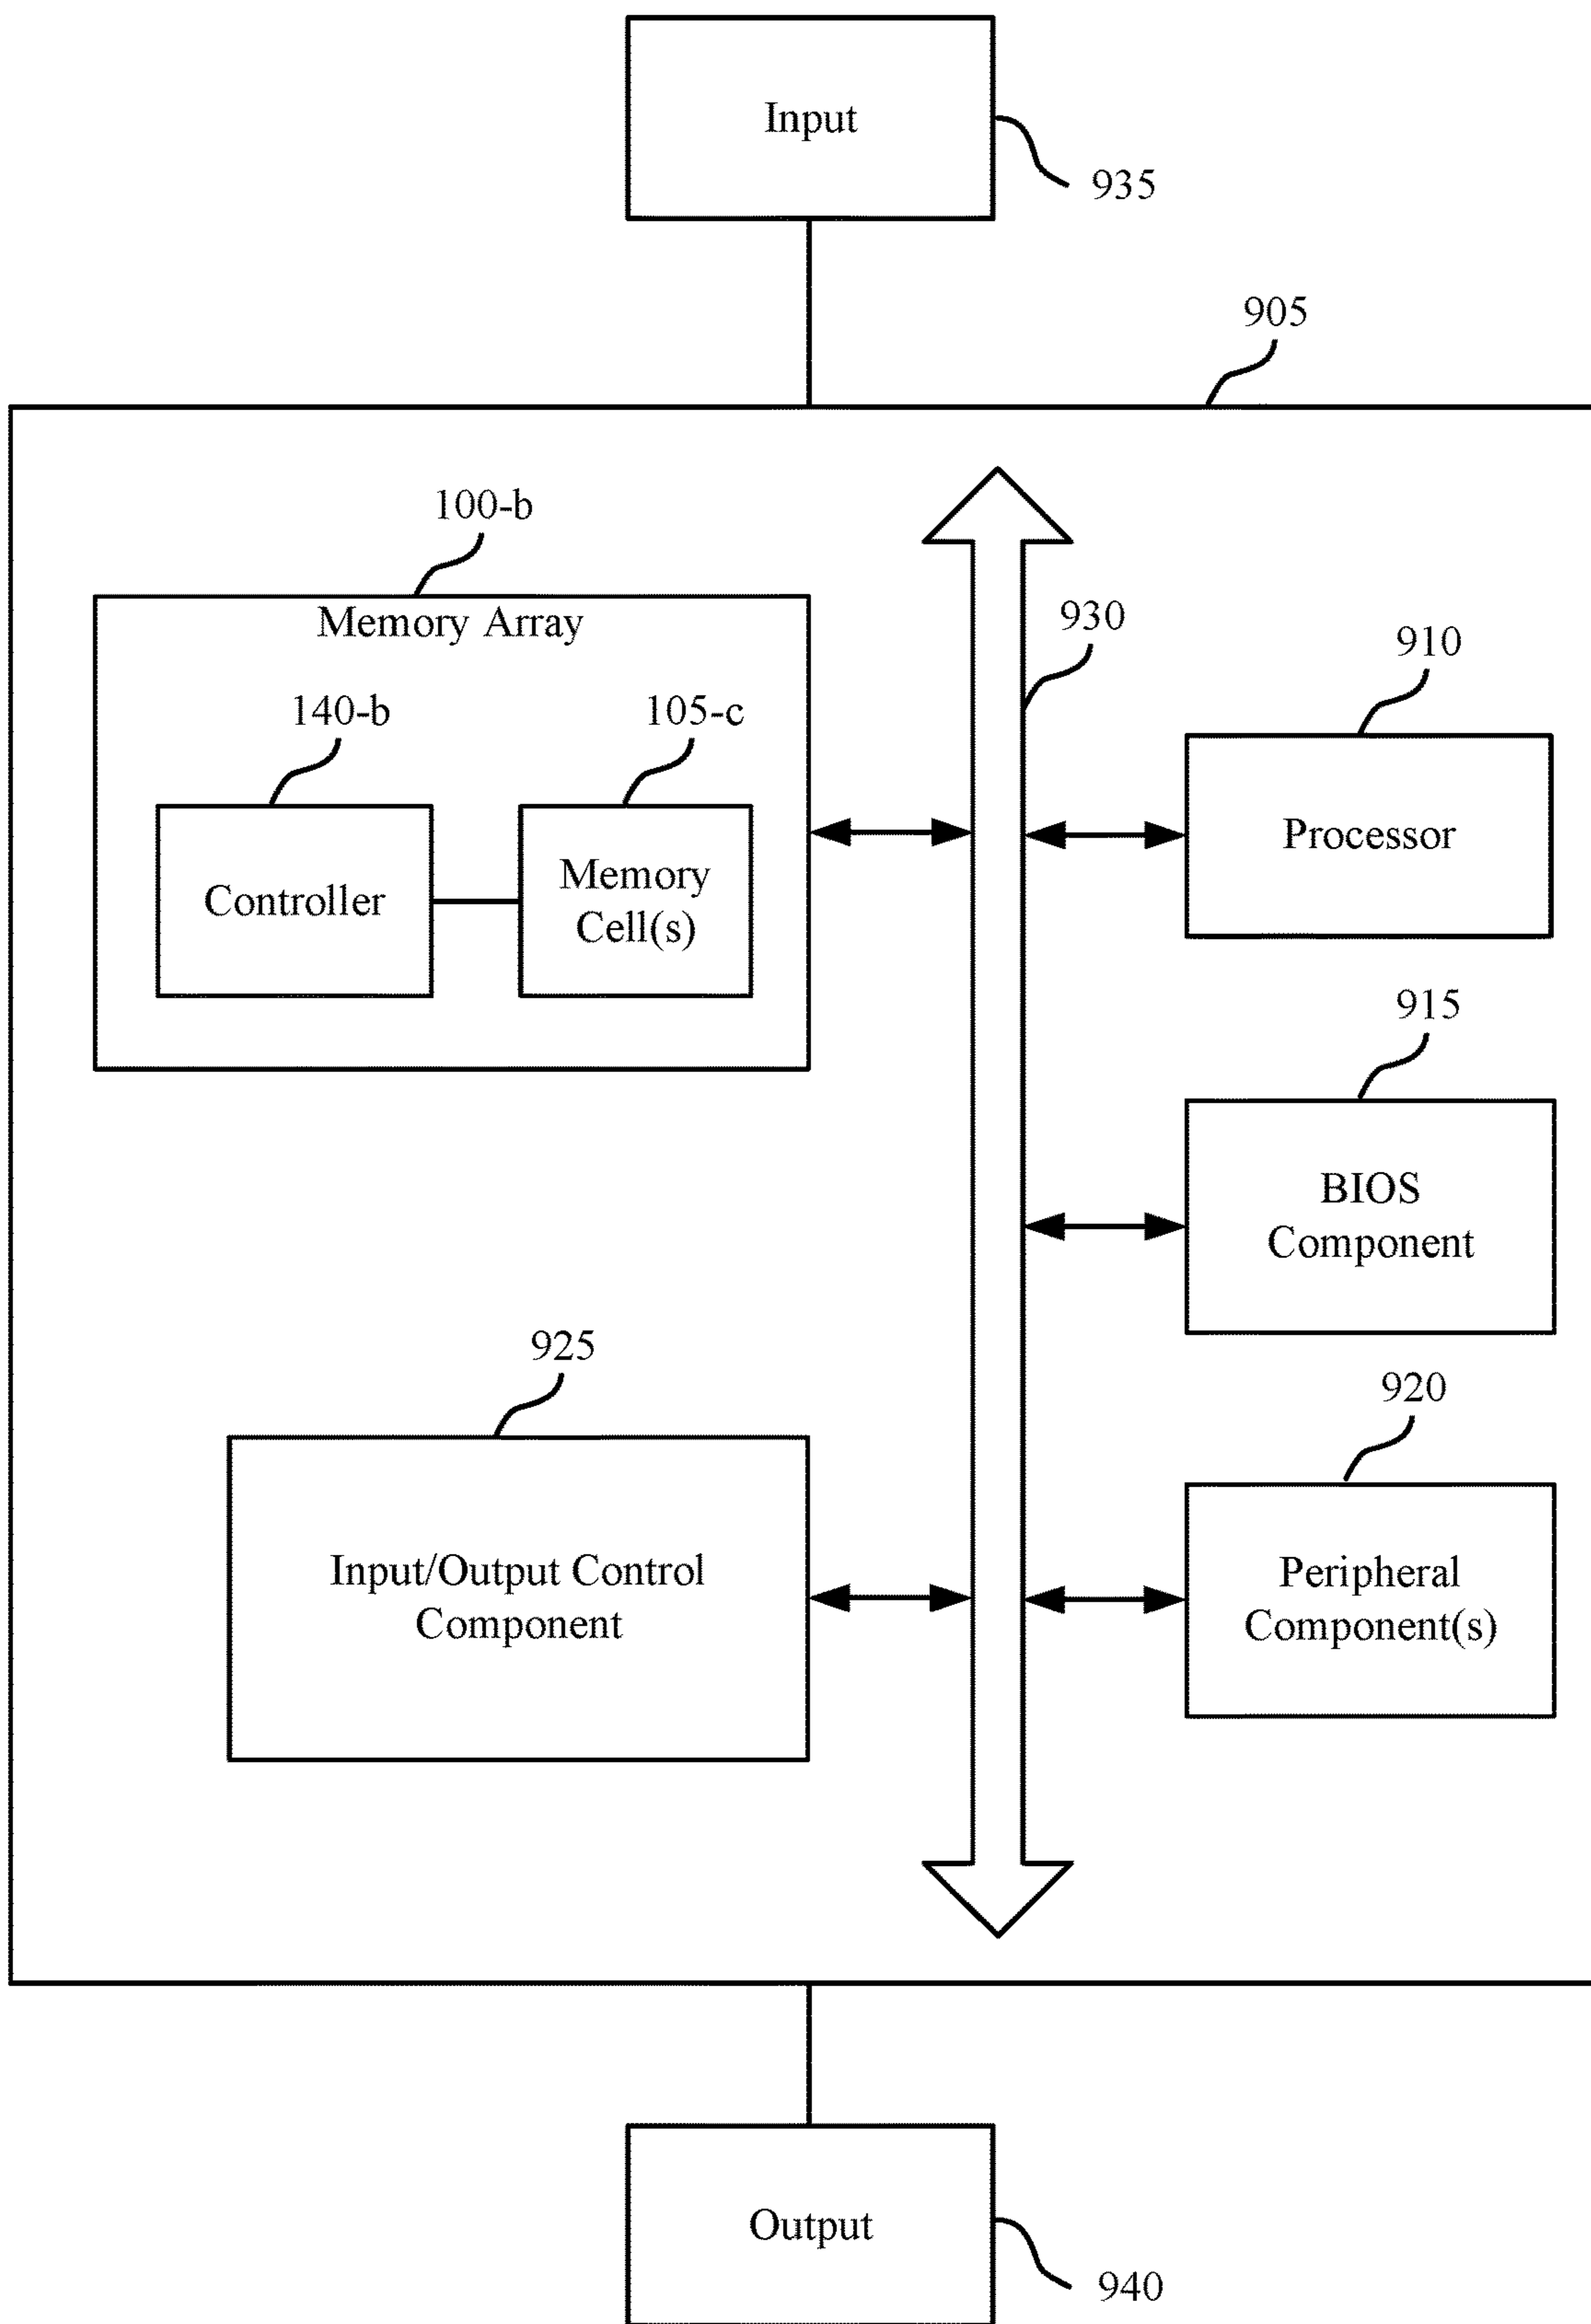 Input
935
905
100-b
Memory Array
930
910
140-b
105-c
Controller
Memory
Cell(s)
Processor
915
BIOS
Component
925
920
Input/Output Control
Component
Peripheral
Component(s)
Output
940